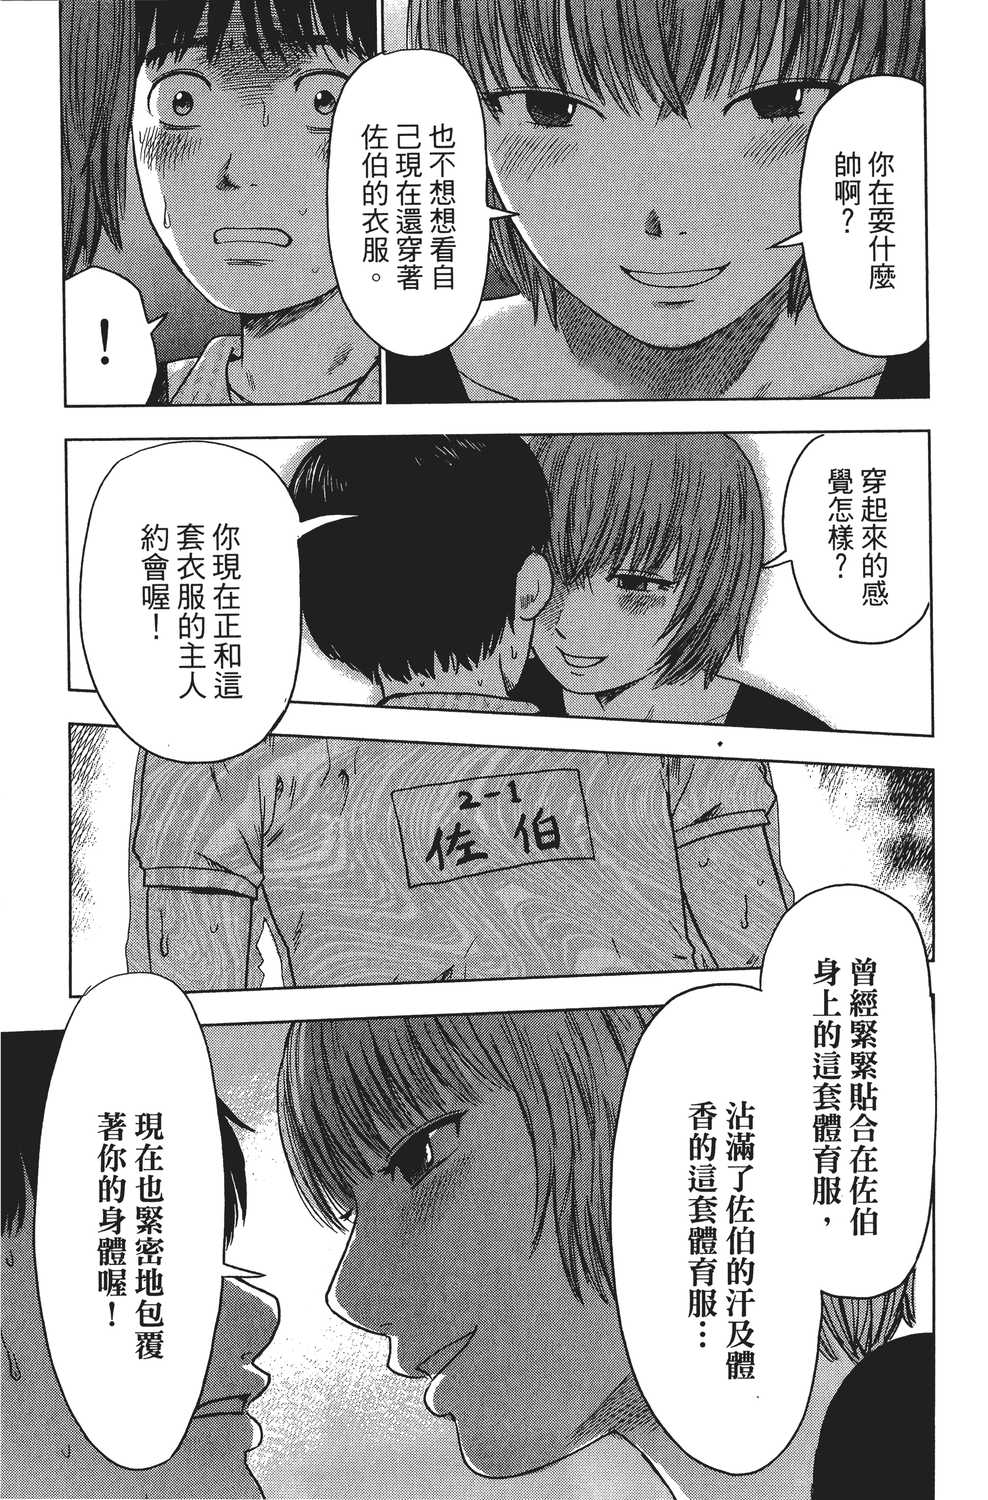 你在耍什麼
帥啊？
也不想想看自
己現在還穿著
佐伯的衣服。
！
穿起來的感
覺怎樣？
你現在正和這
套衣服的主人
約會喔！
2-1
佐伯
曾經緊緊貼合在佐伯
身上的這套體育服，
沾滿了佐伯的汗及體
香的這套體育服…
現在也緊密地包覆
著你的身體喔！